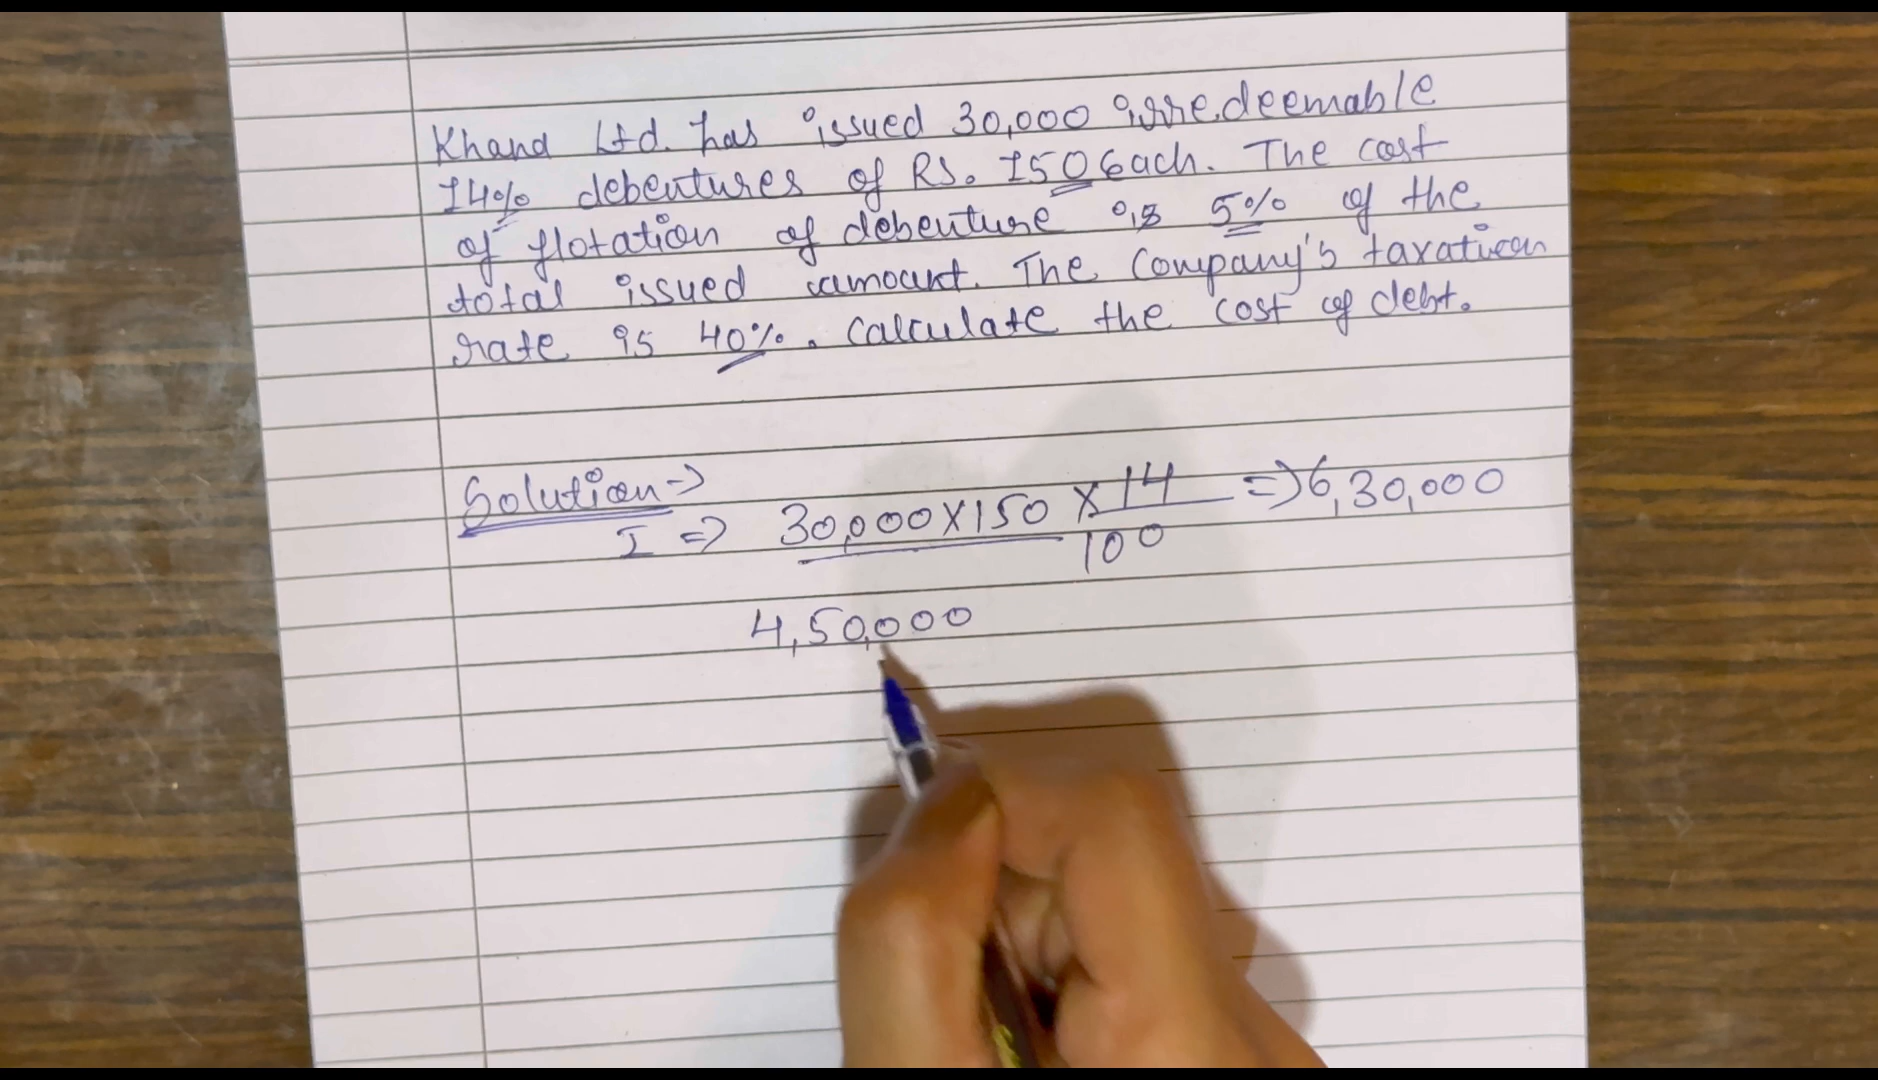 Khand Ltd. has issued 30,000 irredeemable
14% debentures of RS. 150 Each. The cost
of flotation of debenture is 5% of the
total issued amount. The Company's taxation
rate is 40%. Calculate the cost of debt.
Solution->
I => 30,000X150 X 14/100 => 6,30,000
4,50,000